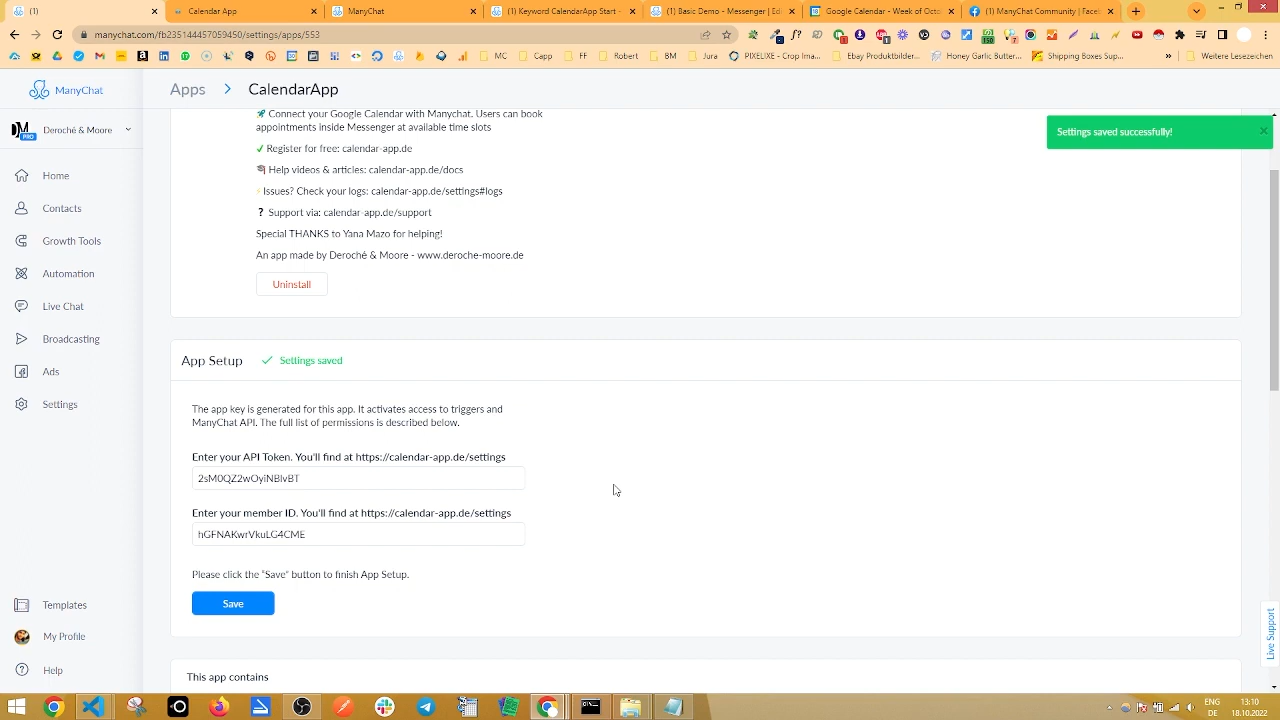 (1)
Calendar App
ManyChat
(1) Keyword CalendarApp Start -
(1) Basic Demo - Messenger | Edi
Google Calendar - Week of Octo
(1) ManyChat Community | Faceb
manychat.com/fb235144457059450/settings/apps/553
MC
Capp
FF
Robert
BM
Jura
PIXELIXE - Crop Ima...
Ebay Produktbilder...
Honey Garlic Butter...
Shipping Boxes Sup...
»
Weitere Lesezeichen
ManyChat
Apps > CalendarApp
DM PRO Deroché & Moore
Settings saved successfully!
Connect your Google Calendar with Manychat. Users can book
appointments inside Messenger at available time slots
Register for free: calendar-app.de
Help videos & articles: calendar-app.de/docs
Issues? Check your logs: calendar-app.de/settings#logs
? Support via: calendar-app.de/support
Special THANKS to Yana Mazo for helping!
An app made by Deroché & Moore - www.deroche-moore.de
Uninstall
Home
Contacts
Growth Tools
Automation
Live Chat
Broadcasting
Ads
Settings
Templates
My Profile
Help
App Setup
Settings saved
The app key is generated for this app. It activates access to triggers and
ManyChat API. The full list of permissions is described below.
Enter your API Token. You'll find at https://calendar-app.de/settings
2sM0QZ2wOyiNBlvBT
Enter your member ID. You'll find at https://calendar-app.de/settings
hGFNAKwrVkuLG4CME
Please click the "Save" button to finish App Setup.
Save
This app contains
Live Support
ENG
DE
13:10
18.10.2022